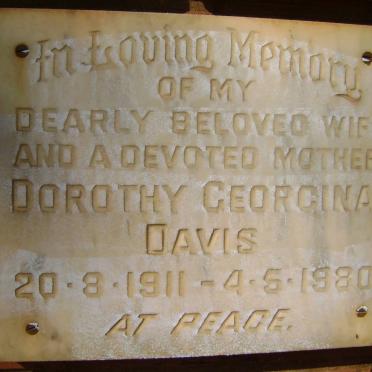 In Loving Memory
OF MY
DEARLY BELOVED WIFE
AND A DEVOTED MOTHER
DOROTHY GEORGINA
DAVIS
20·8·1911 – 4·5·1980
AT PEACE.